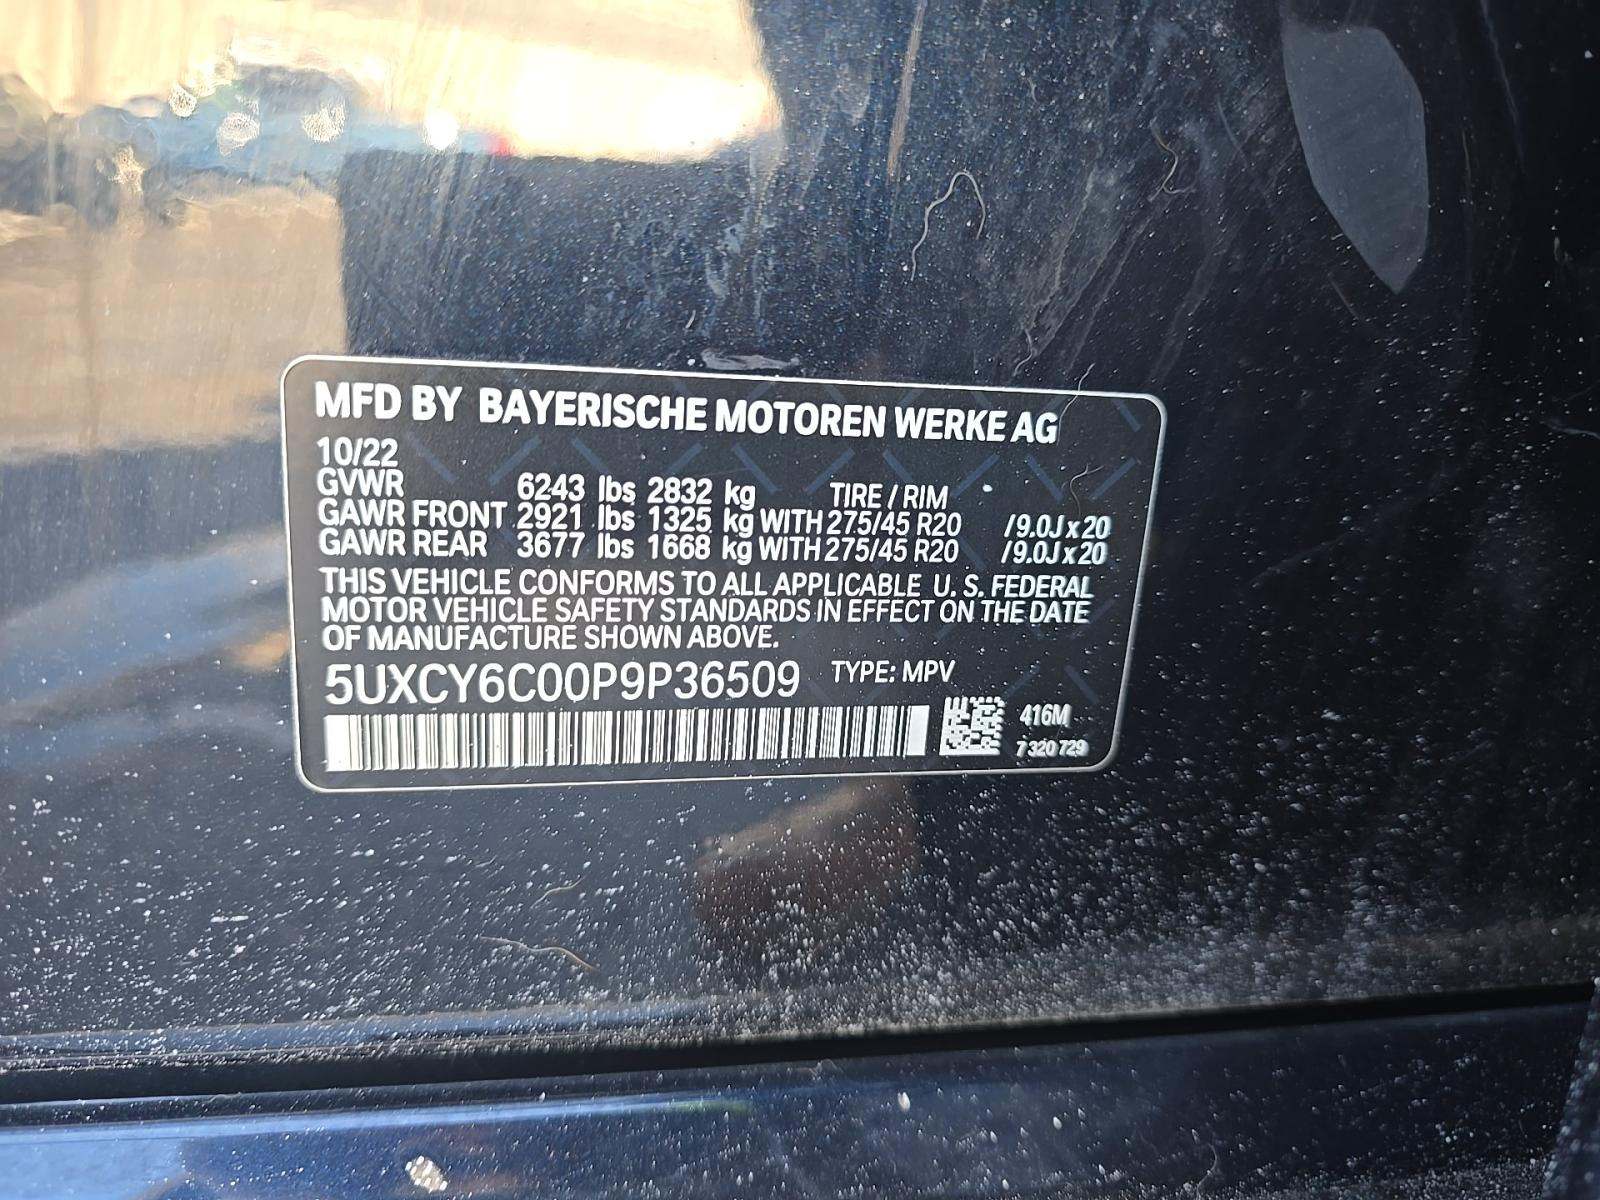 MFD BY BAYERISCHE MOTOREN WERKE AG
10/22
GVWR 6243 lbs 2832 kg TIRE / RIM
GAWR FRONT 2921 lbs 1325 kg WITH 275/45 R20 /9.0J x 20
GAWR REAR 3677 lbs 1668 kg WITH 275/45 R20 /9.0J x 20
THIS VEHICLE CONFORMS TO ALL APPLICABLE U. S. FEDERAL
MOTOR VEHICLE SAFETY STANDARDS IN EFFECT ON THE DATE
OF MANUFACTURE SHOWN ABOVE.
5UXCY6C00P9P36509 TYPE: MPV
416M
7 320 729